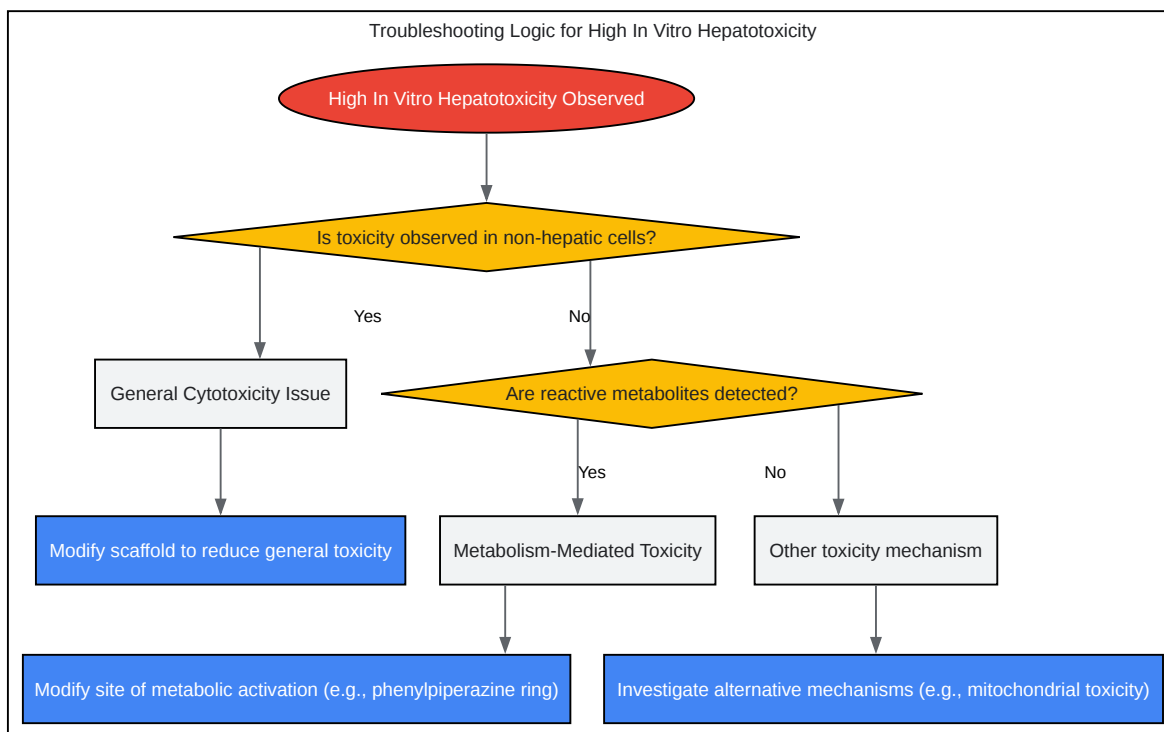 Troubleshooting Logic for High In Vitro Hepatotoxicity
High In Vitro Hepatotoxicity Observed
Is toxicity observed in non-hepatic cells?
Yes
No
General Cytotoxicity Issue
Are reactive metabolites detected?
Yes
No
Modify scaffold to reduce general toxicity
Metabolism-Mediated Toxicity
Other toxicity mechanism
Modify site of metabolic activation (e.g., phenylpiperazine ring)
Investigate alternative mechanisms (e.g., mitochondrial toxicity)